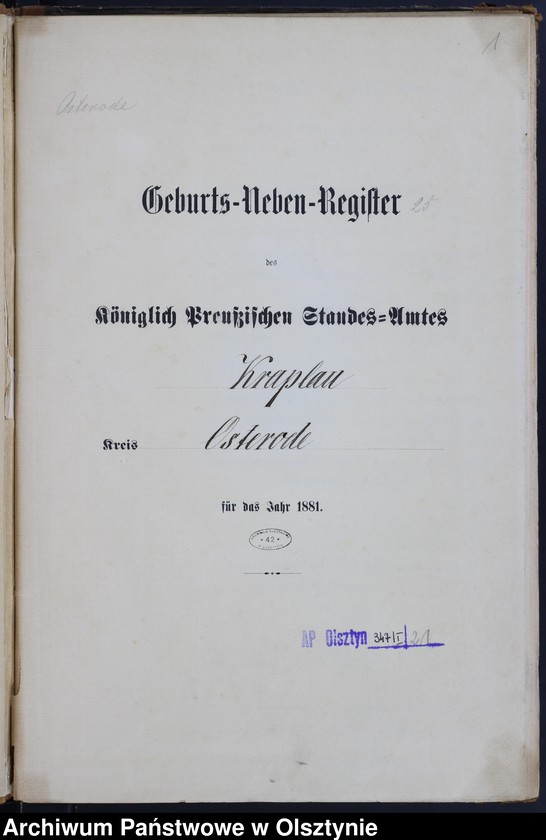 1
Osterode
Geburts-Neben-Register 25
des
Königlich Preußischen Standes-Amtes
Kraplau
Kreis Osterode
für das Jahr 1881.
* 42 *
AP Olsztyn 347/I/21
Archiwum Państwowe w Olsztynie